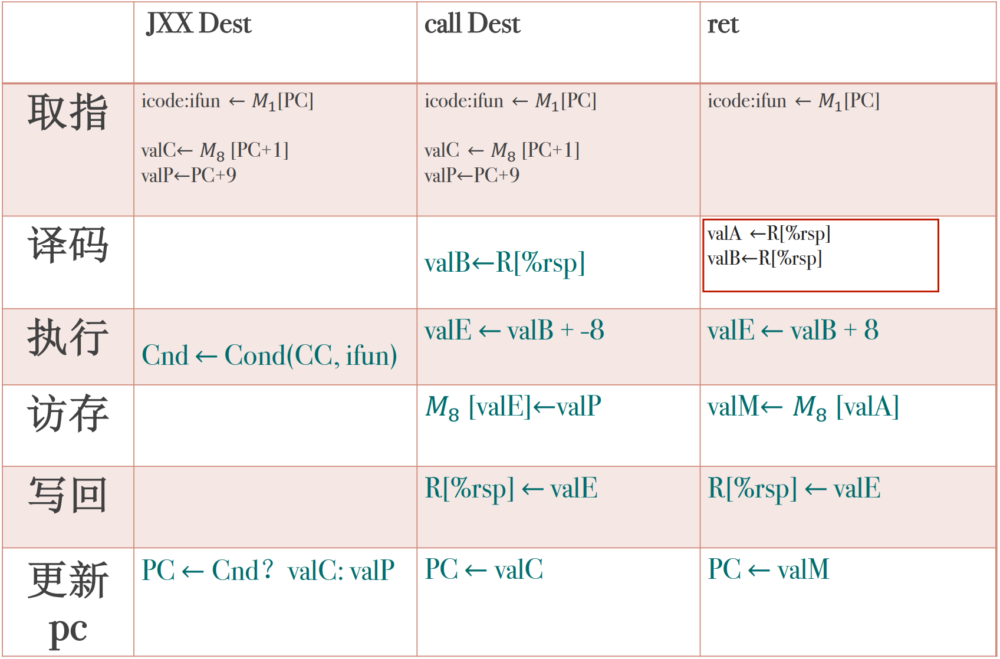 JXX Dest
call Dest
ret
取指
icode:ifun ← M₁[PC]
valC← M₈ [PC+1]
valP←PC+9
icode:ifun ← M₁[PC]
valC ← M₈ [PC+1]
valP←PC+9
icode:ifun ← M₁[PC]
译码
valB←R[%rsp]
valA ←R[%rsp]
valB←R[%rsp]
执行
Cnd ← Cond(CC, ifun)
valE ← valB + -8
valE ← valB + 8
访存
M₈ [valE]←valP
valM← M₈ [valA]
写回
R[%rsp] ← valE
R[%rsp] ← valE
更新
pc
PC ← Cnd？ valC: valP
PC ← valC
PC ← valM